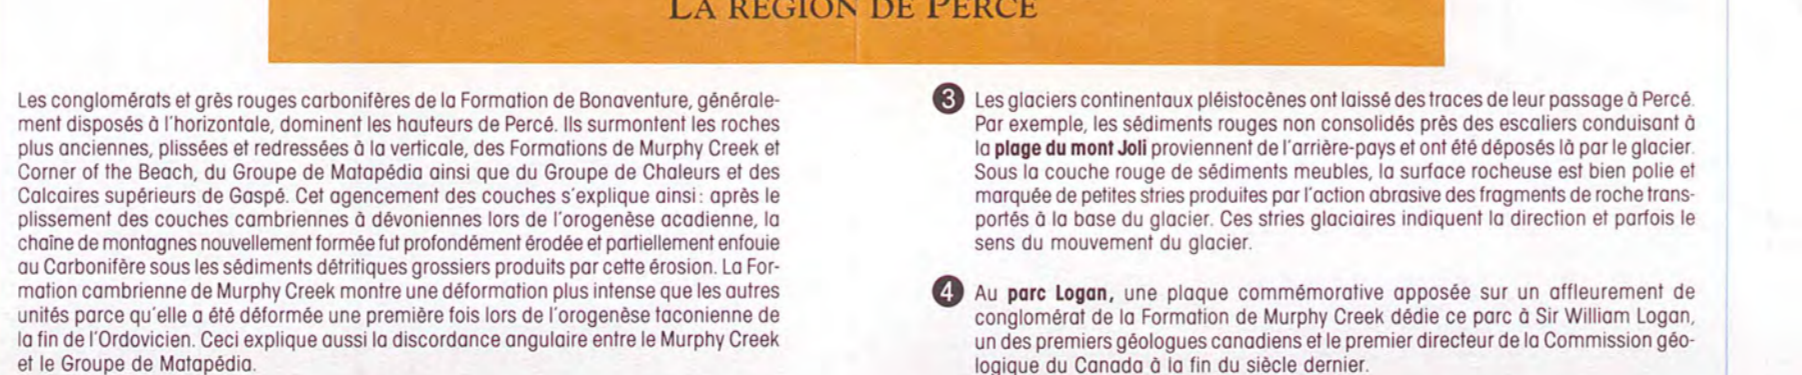 LA RÉGION DE PERCÉ
Les conglomérats et grès rouges carbonifères de la Formation de Bonaventure, générale-
ment disposés à l'horizontale, dominent les hauteurs de Percé. Ils surmontent les roches
plus anciennes, plissées et redressées à la verticale, des Formations de Murphy Creek et
Corner of the Beach, du Groupe de Matapédia ainsi que du Groupe de Chaleurs et des
Calcaires supérieurs de Gaspé. Cet agencement des couches s'explique ainsi : après le
plissement des couches cambriennes à dévoniennes lors de l'orogenèse acadienne, la
chaîne de montagnes nouvellement formée fut profondément érodée et partiellement enfouie
au Carbonifère sous les sédiments détritiques grossiers produits par cette érosion. La For-
mation cambrienne de Murphy Creek montre une déformation plus intense que les autres
unités parce qu'elle a été déformée une première fois lors de l'orogenèse taconienne de
la fin de l'Ordovicien. Ceci explique aussi la discordance angulaire entre le Murphy Creek
et le Groupe de Matapédia.
3 Les glaciers continentaux pléistocènes ont laissé des traces de leur passage à Percé.
Par exemple, les sédiments rouges non consolidés près des escaliers conduisant à
la plage du mont Joli proviennent de l'arrière-pays et ont été déposés là par le glacier.
Sous la couche rouge de sédiments meubles, la surface rocheuse est bien polie et
marquée de petites stries produites par l'action abrasive des fragments de roche trans-
portés à la base du glacier. Ces stries glaciaires indiquent la direction et parfois le
sens du mouvement du glacier.
4 Au parc Logan, une plaque commémorative apposée sur un affleurement de
conglomérat de la Formation de Murphy Creek dédie ce parc à Sir William Logan,
un des premiers géologues canadiens et le premier directeur de la Commission géo-
logique du Canada à la fin du siècle dernier.